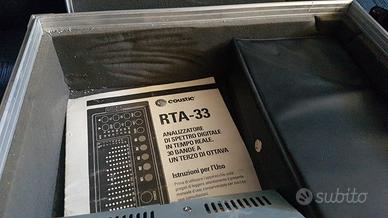 coustic
RTA-33
ANALIZZATORE
DI SPETTRO DIGITALE
IN TEMPO REALE,
30 BANDE A
UN TERZO DI OTTAVA
Istruzioni per l'Uso
subito